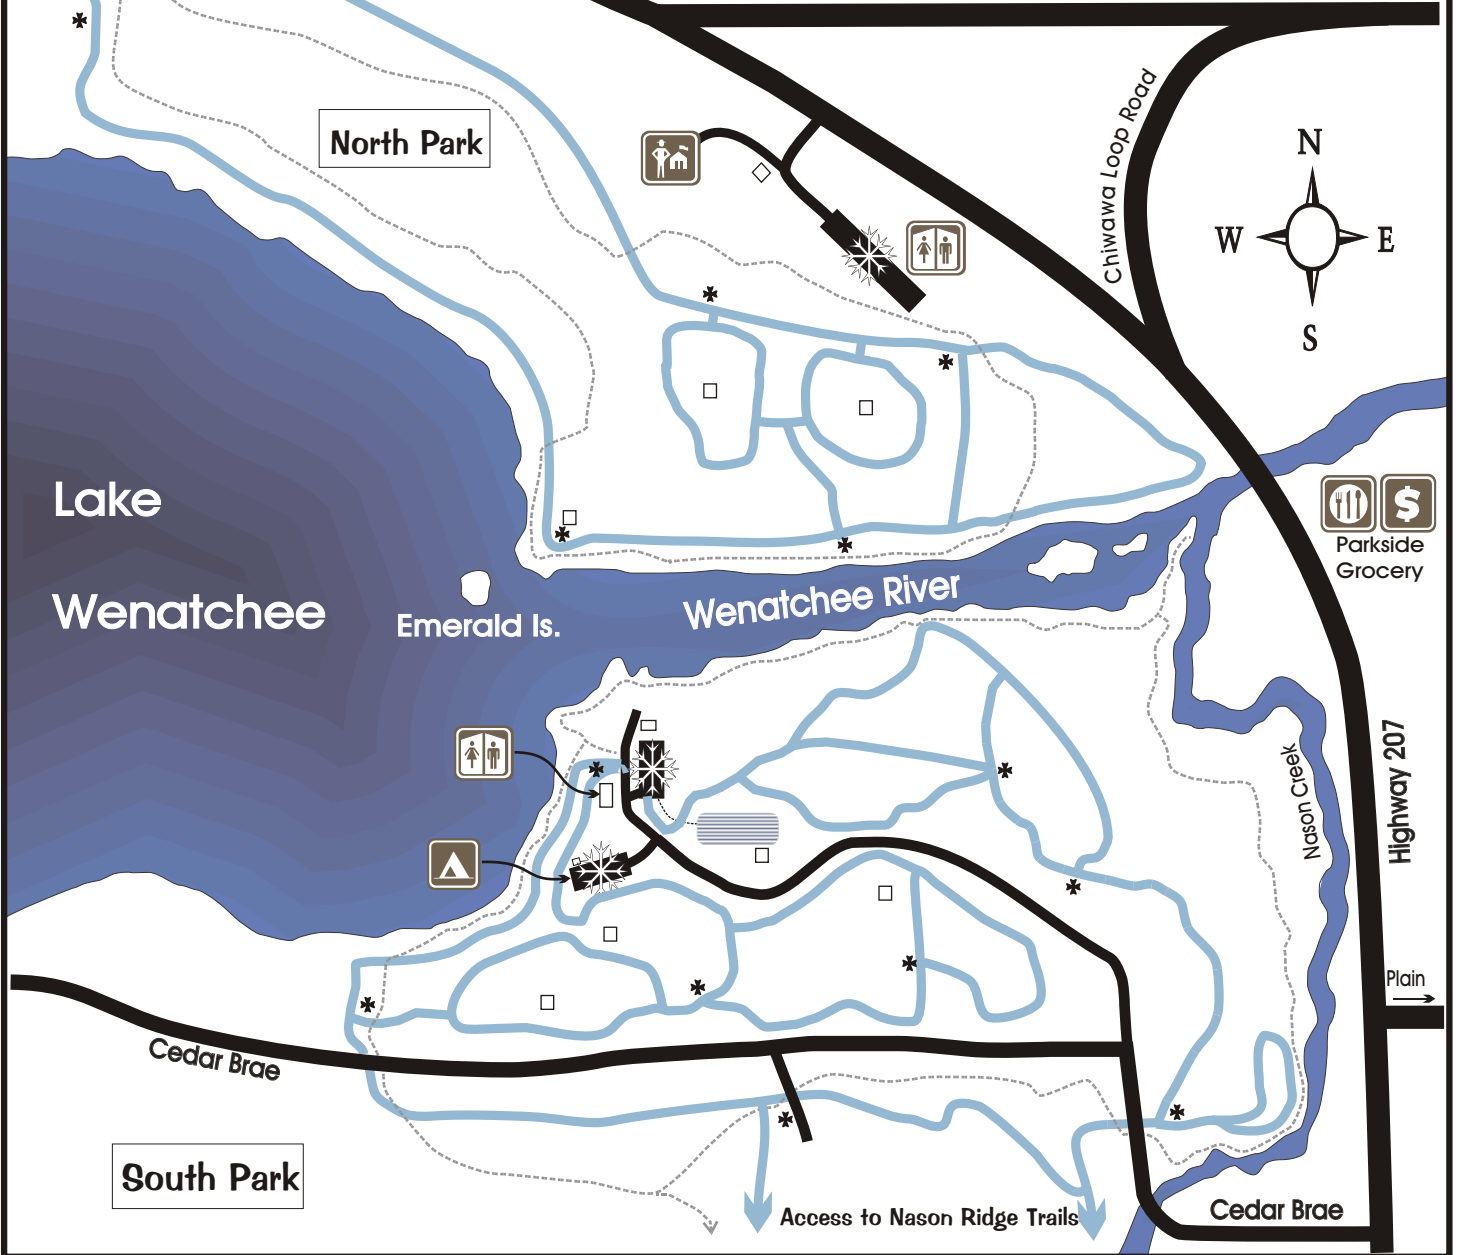 North Park
Chiwawa Loop Road
N
W
E
S
Lake
Wenatchee
Emerald Is.
Wenatchee River
$
Parkside
Grocery
Nason Creek
Highway 207
Plain
Cedar Brae
South Park
Access to Nason Ridge Trails
Cedar Brae